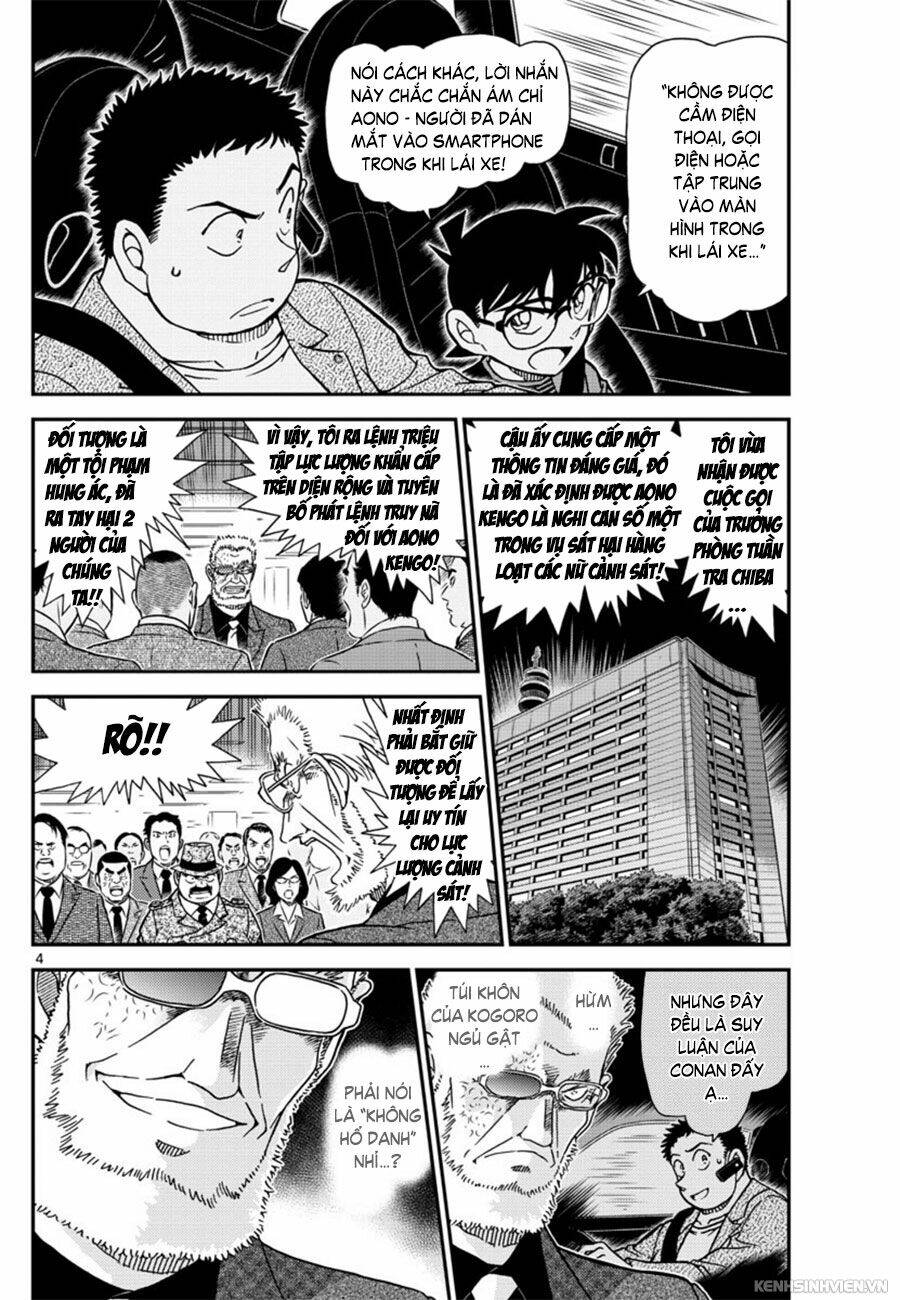 "KHÔNG ĐƯỢC
CẦM ĐIỆN
THOẠI, GỌI
ĐIỆN HOẶC
TẬP TRUNG
VÀO MÀN
HÌNH TRONG
KHI LÁI XE..."
NÓI CÁCH KHÁC, LỜI NHẮN
NÀY CHẮC CHẮN ÁM CHỈ
AONO - NGƯỜI ĐÃ DÁN
MẮT VÀO SMARTPHONE
TRONG KHI LÁI XE!
TÔI VỪA
NHẬN ĐƯỢC
CUỘC GỌI
CỦA TRƯỞNG
PHÒNG TUẦN
TRA CHIBA
...
CẬU ẤY CUNG CẤP MỘT
THÔNG TIN ĐÁNG GIÁ, ĐÓ
LÀ ĐÃ XÁC ĐỊNH ĐƯỢC AONO
KENGO LÀ NGHI CAN SỐ MỘT
TRONG VỤ SÁT HẠI HÀNG
LOẠT CÁC NỮ CẢNH SÁT!
VÌ VẬY, TÔI RA LỆNH TRIỆU
TẬP LỰC LƯỢNG KHẨN CẤP
TRÊN DIỆN RỘNG VÀ TUYÊN
BỐ PHÁT LỆNH TRUY NÃ
ĐỐI VỚI AONO
KENGO!
ĐỐI TƯỢNG LÀ
MỘT TỘI PHẠM
HUNG ÁC, ĐÃ
RA TAY HẠI 2
NGƯỜI CỦA
CHÚNG
TA!!
NHẤT ĐỊNH
PHẢI BẮT GIỮ
ĐƯỢC ĐỐI
TƯỢNG ĐỂ LẤY
LẠI UY TÍN
CHO LỰC
LƯỢNG CẢNH
SÁT!
RÕ!!
4
NHƯNG ĐÂY
ĐỀU LÀ SUY
LUẬN CỦA
CONAN ĐẤY
Ạ...
HỪM
...
TÚI KHÔN
CỦA KOGORO
NGỦ GẬT
...
PHẢI NÓI
LÀ "KHÔNG
HỔ DANH"
NHỈ...?
KENHSINHVIEN.VN